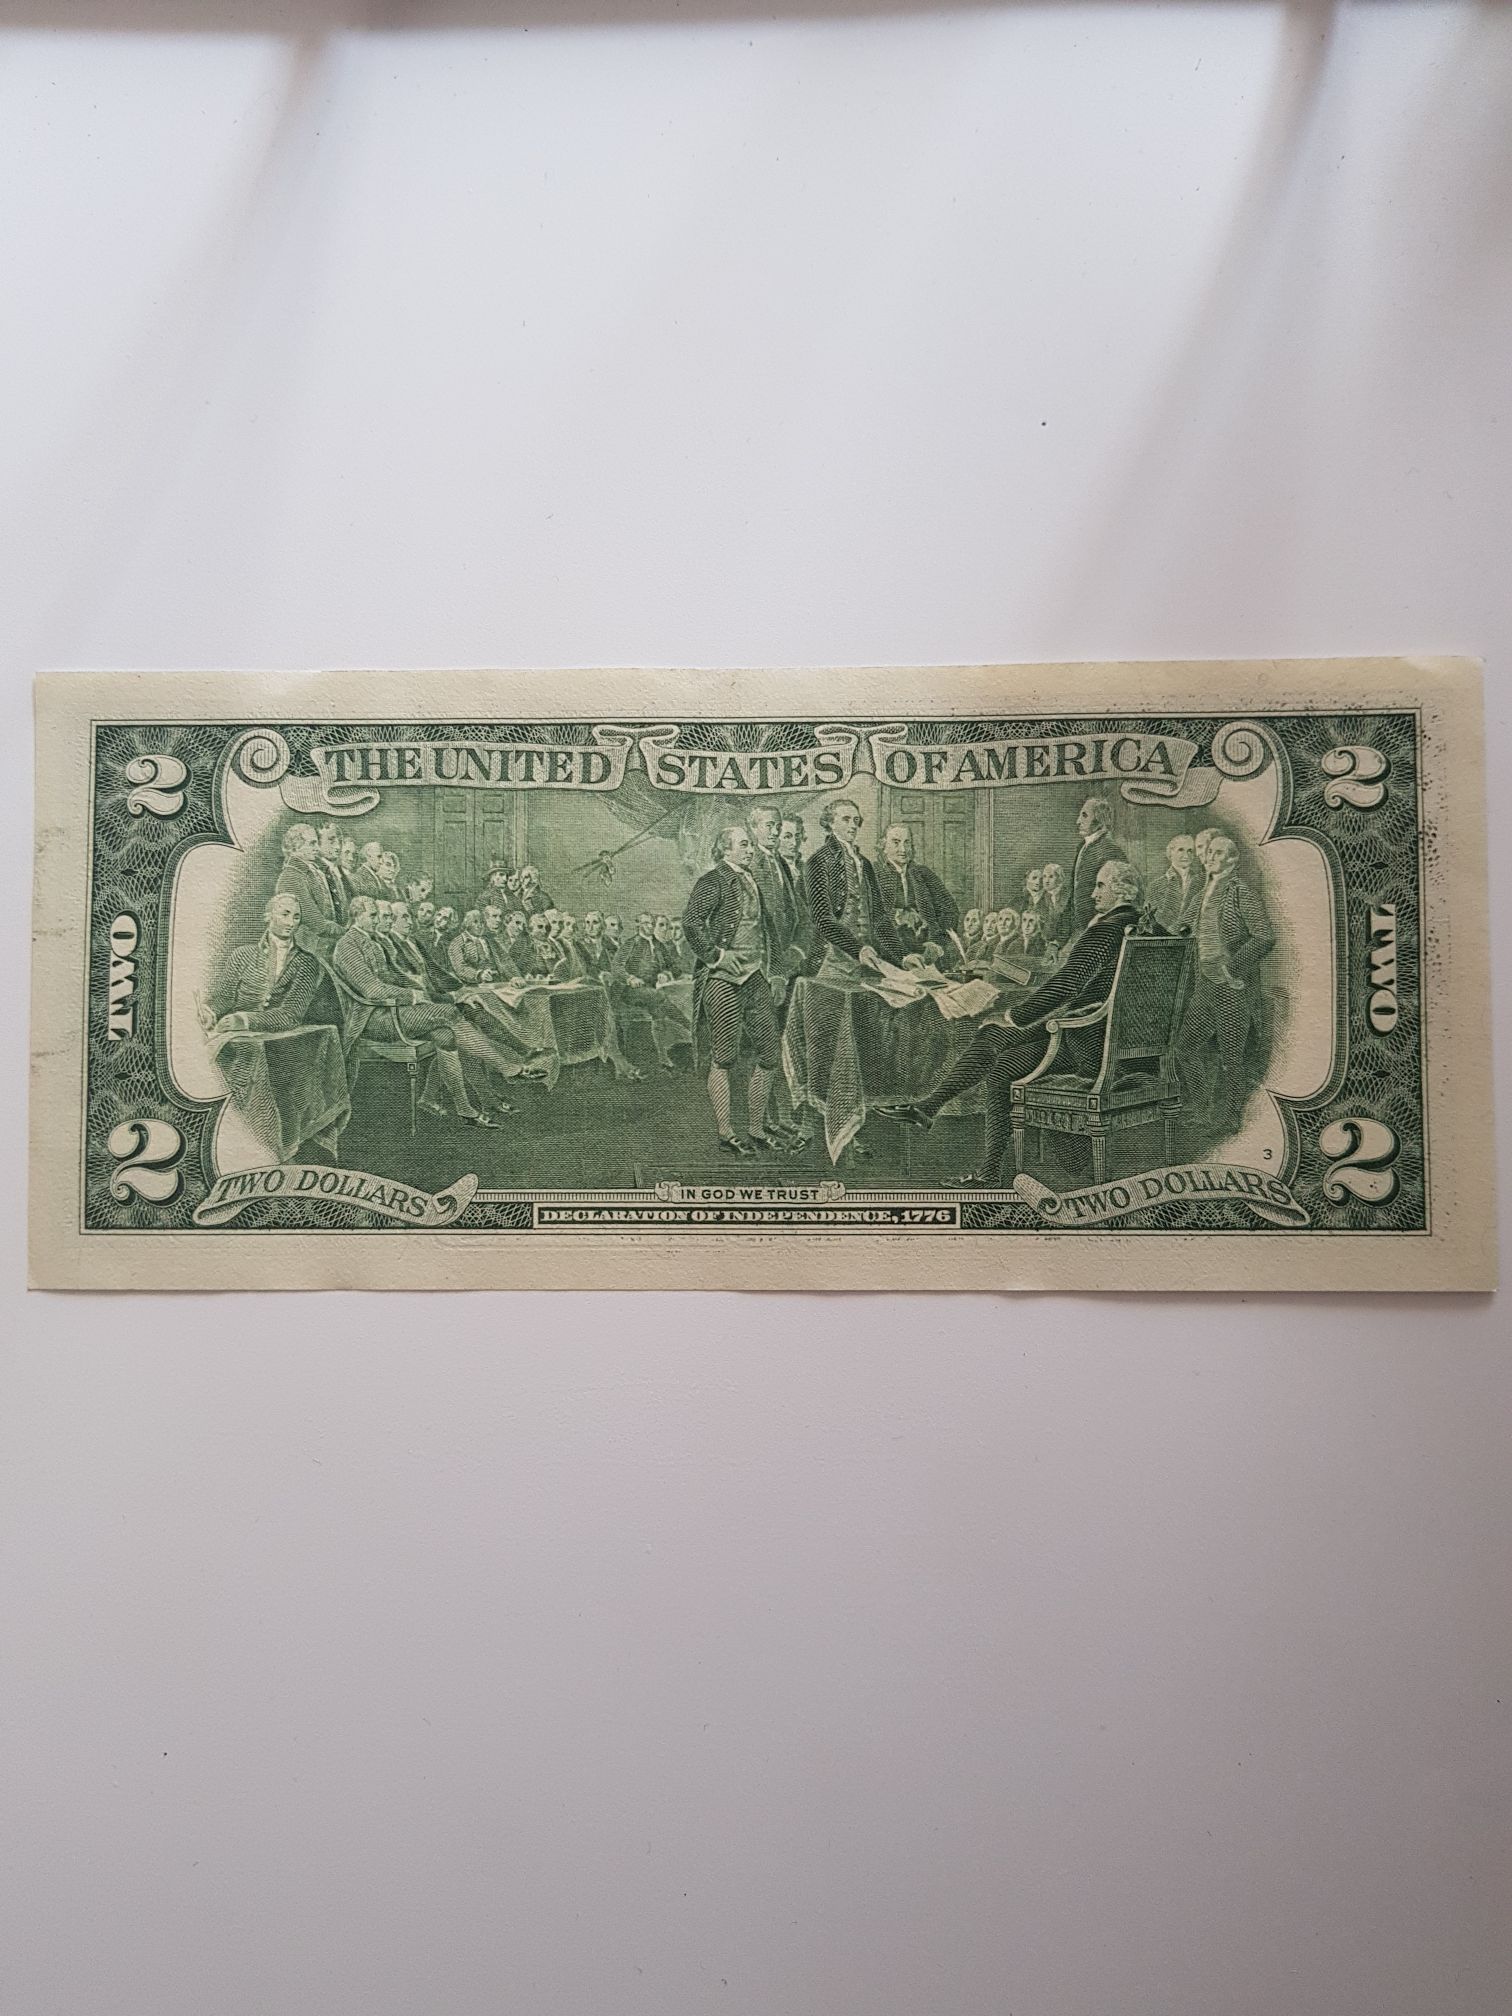 2 THE UNITED STATES OF AMERICA 2
TWO TWO
3
2 TWO DOLLARS IN GOD WE TRUST TWO DOLLARS 2
DECLARATION OF INDEPENDENCE, 1776